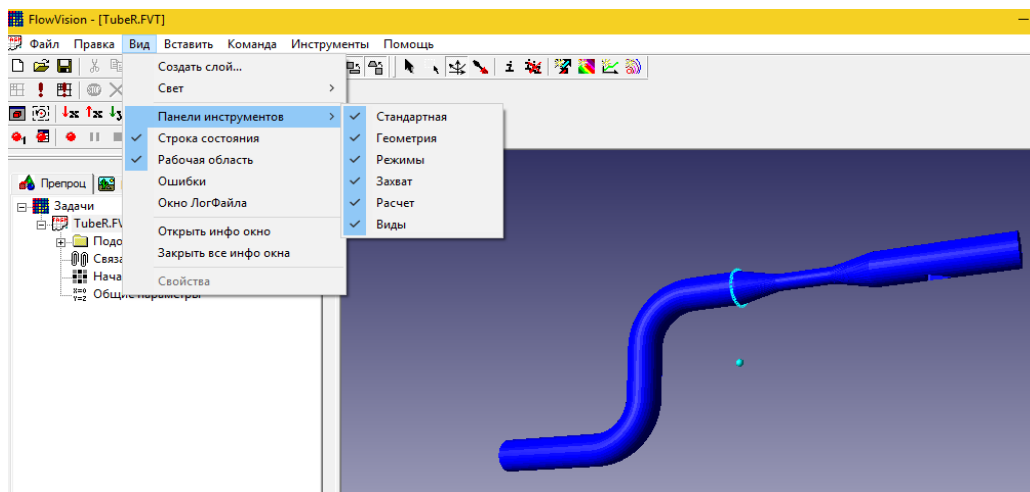 FlowVision - [TubeR.FVT]
Файл Правка Вид Вставить Команда Инструменты Помощь
Создать слой...
Свет
Панели инструментов
Строка состояния
Рабочая область
Ошибки
Окно ЛогФайла
Открыть инфо окно
Закрыть все инфо окна
Свойства
Стандартная
Геометрия
Режимы
Захват
Расчет
Виды
Препроц
Задачи
TubeR.FV
Подо
Связа
Нача
Общие параметры